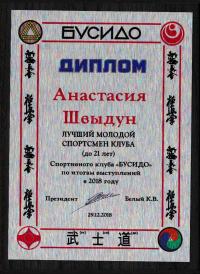 БУСИДО
ДИПЛОМ
Анастасия
Швыдун
ЛУЧШИЙ МОЛОДОЙ
СПОРТСМЕН КЛУБА
(до 21 лет)
Спортивного клуба «БУСИДО»
по итогам выступлений
в 2018 году
Президент Белый К.В.
29.12.2018
武士道